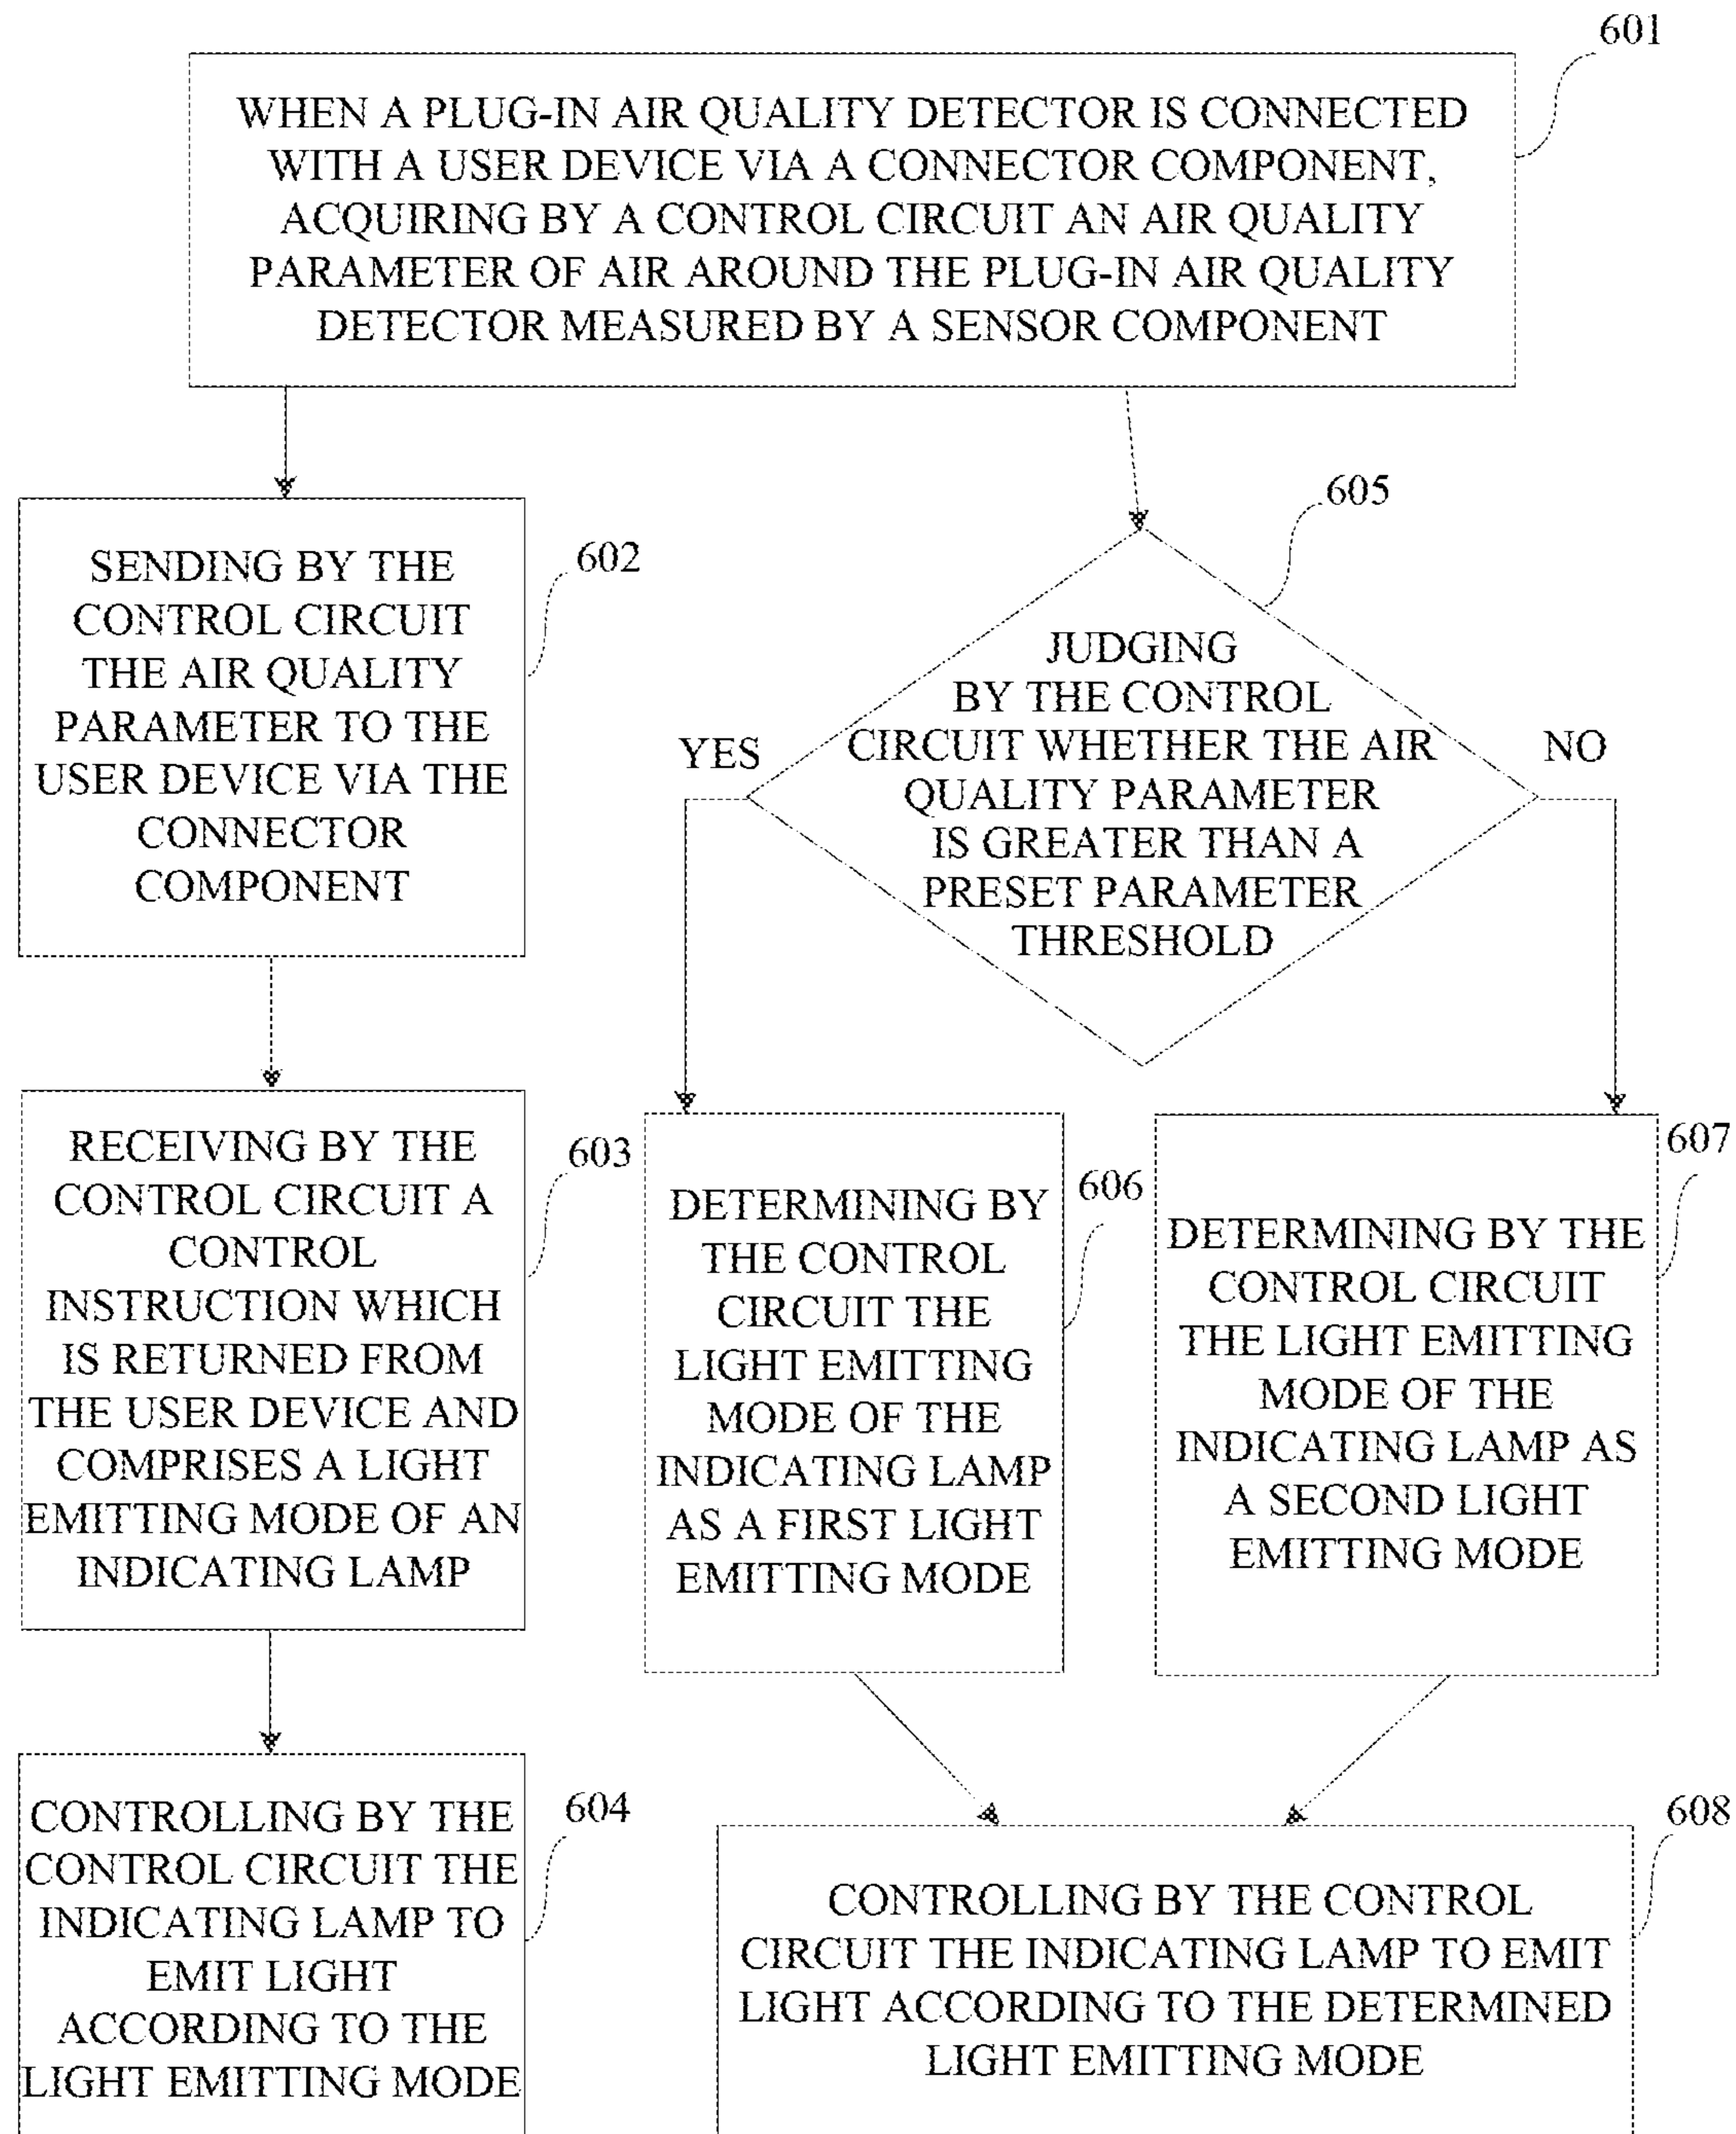 601
WHEN A PLUG-IN AIR QUALITY DETECTOR IS CONNECTED
WITH A USER DEVICE VIA A CONNECTOR COMPONENT,
ACQUIRING BY A CONTROL CIRCUIT AN AIR QUALITY
PARAMETER OF AIR AROUND THE PLUG-IN AIR QUALITY
DETECTOR MEASURED BY A SENSOR COMPONENT
602
SENDING BY THE
CONTROL CIRCUIT
THE AIR QUALITY
PARAMETER TO THE
USER DEVICE VIA THE
CONNECTOR
COMPONENT
603
RECEIVING BY THE
CONTROL CIRCUIT A
CONTROL
INSTRUCTION WHICH
IS RETURNED FROM
THE USER DEVICE AND
COMPRISES A LIGHT
EMITTING MODE OF AN
INDICATING LAMP
604
CONTROLLING BY THE
CONTROL CIRCUIT THE
INDICATING LAMP TO
EMIT LIGHT
ACCORDING TO THE
LIGHT EMITTING MODE
605
JUDGING
BY THE CONTROL
CIRCUIT WHETHER THE AIR
QUALITY PARAMETER
IS GREATER THAN A
PRESET PARAMETER
THRESHOLD
YES
NO
606
DETERMINING BY
THE CONTROL
CIRCUIT THE
LIGHT EMITTING
MODE OF THE
INDICATING LAMP
AS A FIRST LIGHT
EMITTING MODE
607
DETERMINING BY THE
CONTROL CIRCUIT
THE LIGHT EMITTING
MODE OF THE
INDICATING LAMP AS
A SECOND LIGHT
EMITTING MODE
608
CONTROLLING BY THE CONTROL
CIRCUIT THE INDICATING LAMP TO EMIT
LIGHT ACCORDING TO THE DETERMINED
LIGHT EMITTING MODE